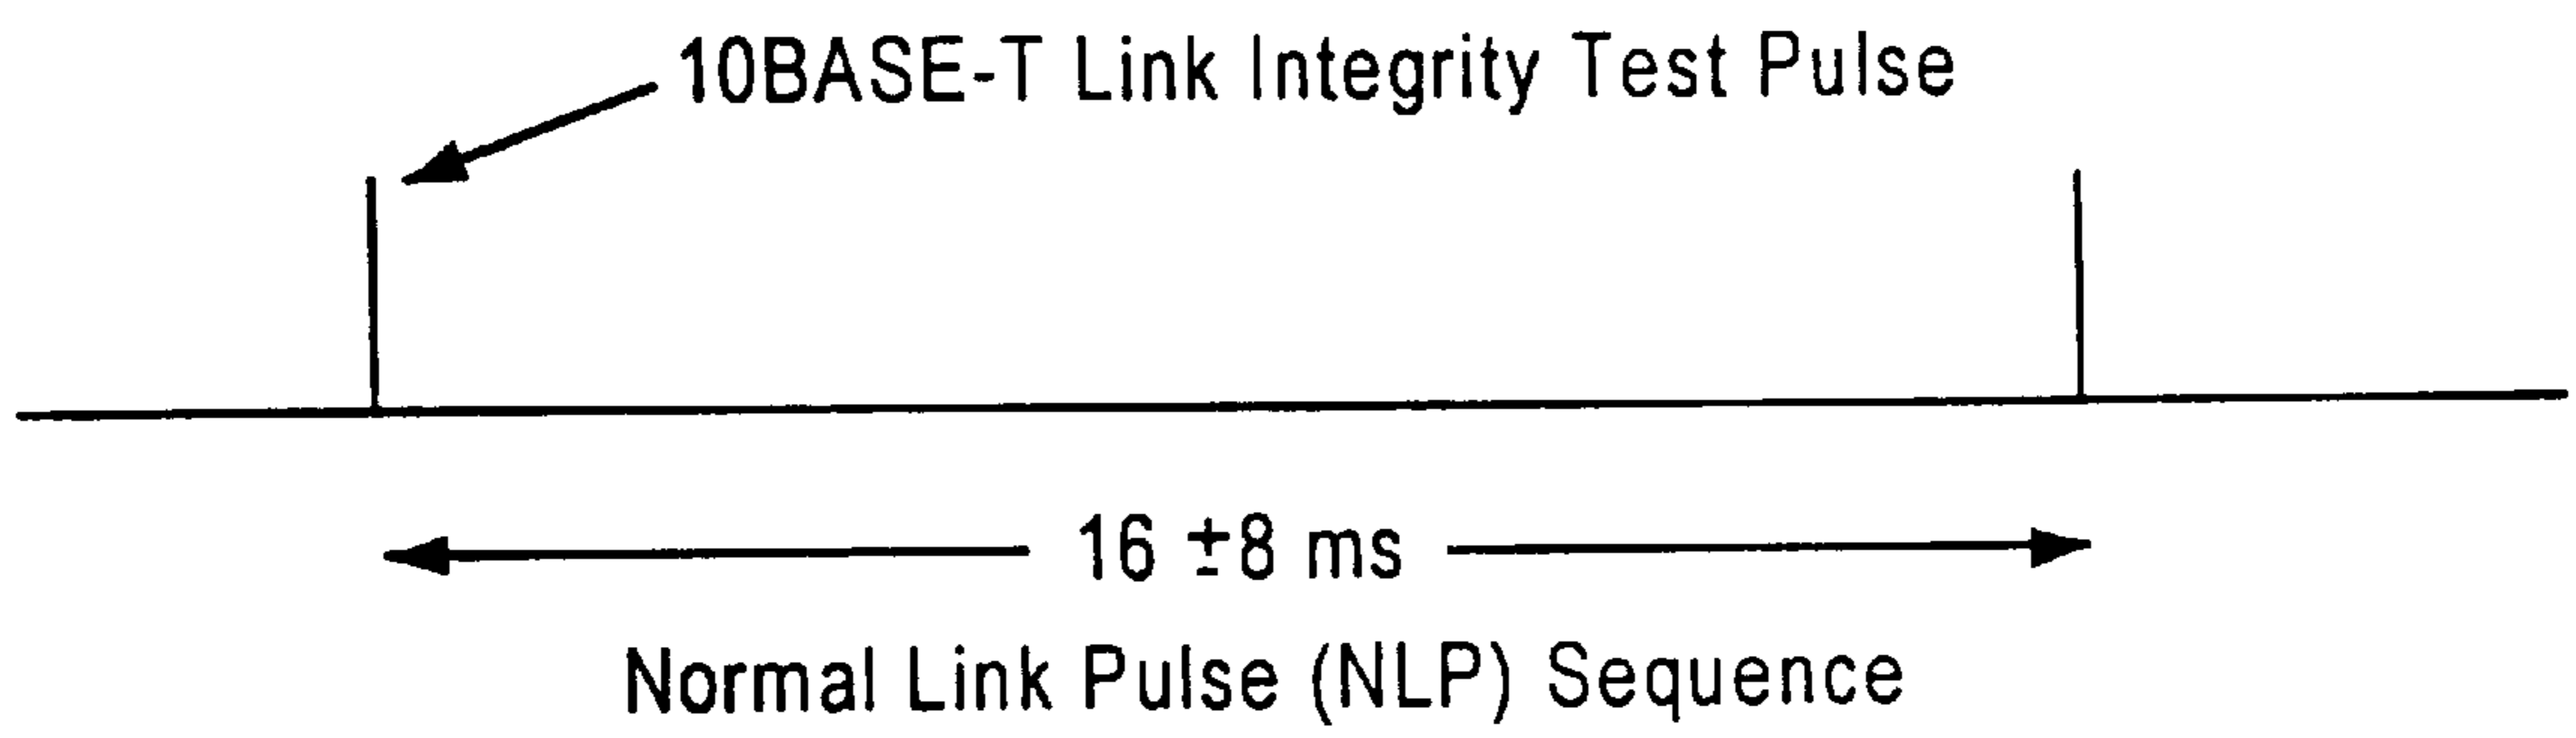 10BASE-T Link Integrity Test Pulse
16 ±8 ms
Normal Link Pulse (NLP) Sequence